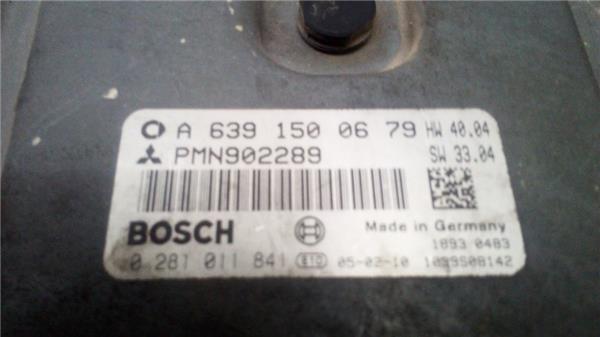 A 639 150 06 79 HW 40.04
PMN902289 SW 33.04
BOSCH Made in Germany
1893 0483
0 281 011 841 05-02-10 1039S08142